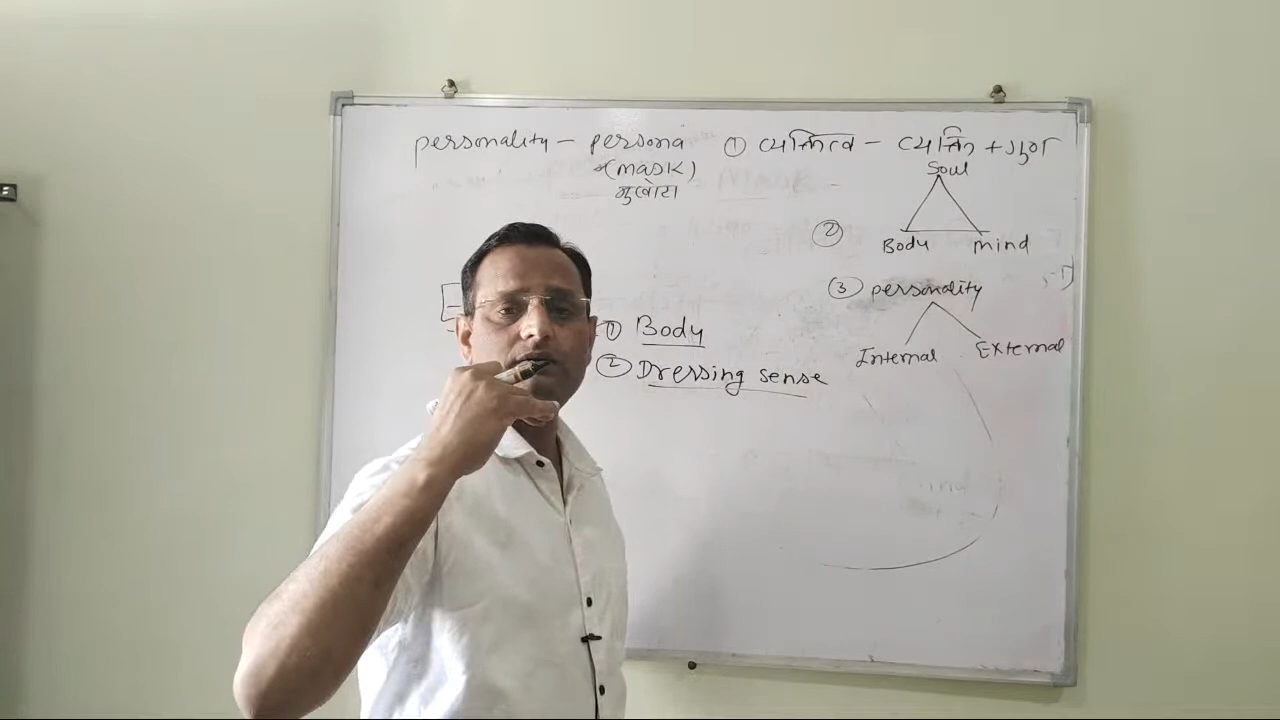 personality - persona ① व्यक्तित्व - व्यक्ति + गुण
(mask)
मुखोटा
Soul
②
Body mind
③ personality
Internal External
① Body
② Dressing sense